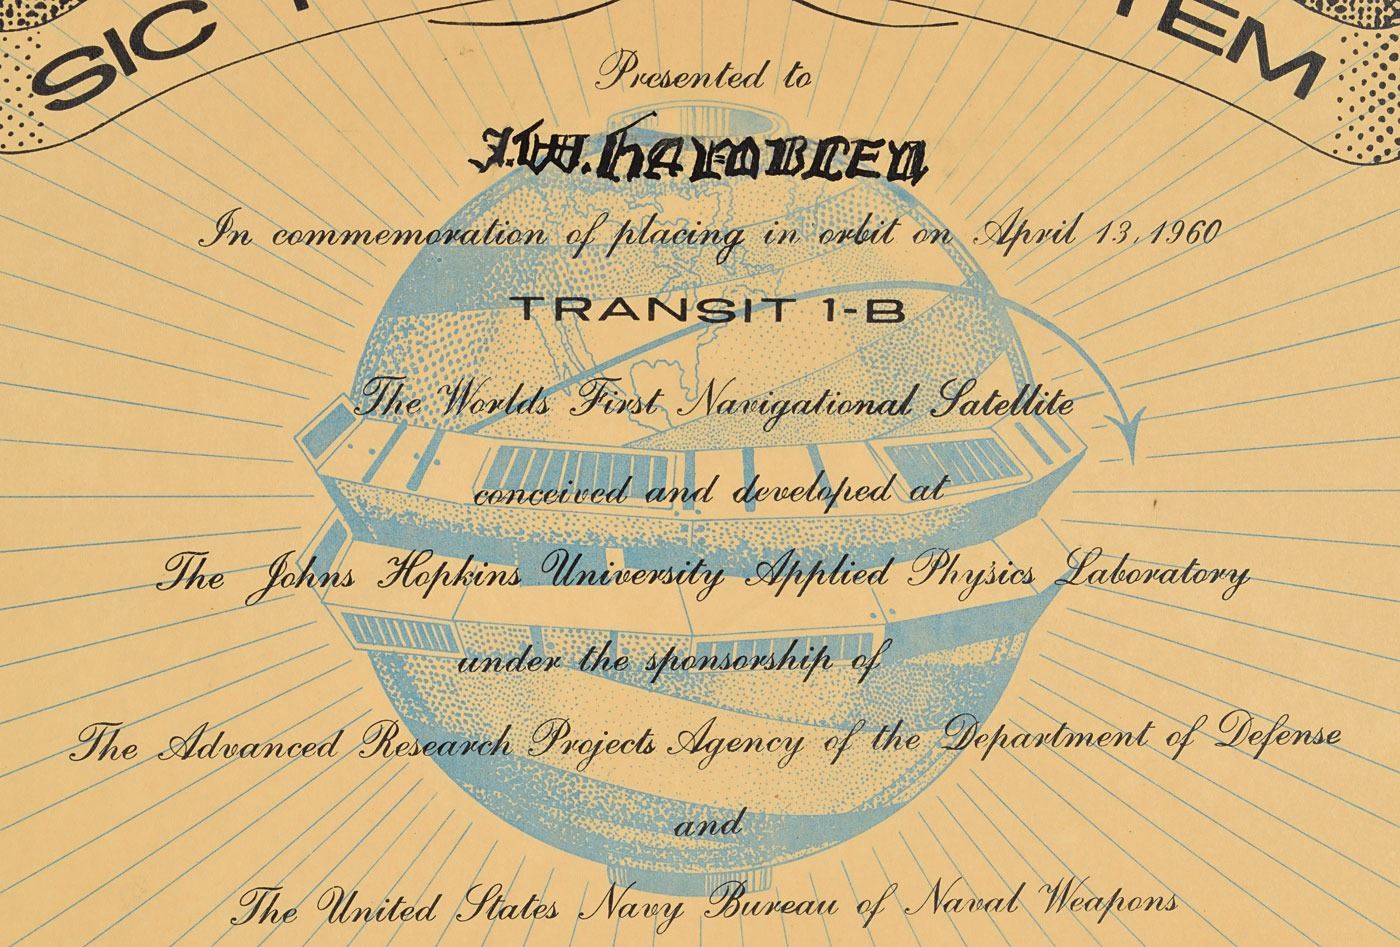 SIC TEM
Presented to
J.W. HAMBLEN
In commemoration of placing in orbit on April 13, 1960
TRANSIT 1-B
The Worlds First Navigational Satellite
conceived and developed at
The Johns Hopkins University Applied Physics Laboratory
under the sponsorship of
The Advanced Research Projects Agency of the Department of Defense
and
The United States Navy Bureau of Naval Weapons